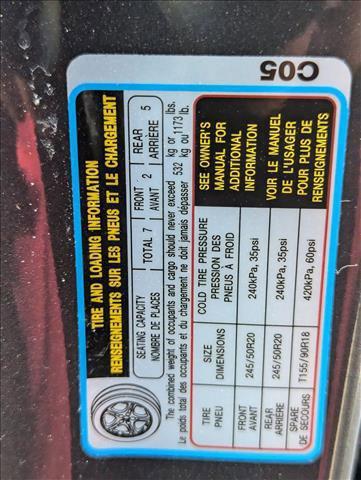 TIRE AND LOADING INFORMATION
RENSEIGNEMENTS SUR LES PNEUS ET LE CHARGEMENT
SEATING CAPACITY
NOMBRE DE PLACES
TOTAL 7
FRONT
AVANT
2
REAR
ARRIÈRE
5
The combined weight of occupants and cargo should never exceed 532 kg or 1173 lbs.
Le poids total des occupants et du chargement ne doit jamais dépasser 532 kg ou 1173 lb.
TIRE
PNEU
SIZE
DIMENSIONS
COLD TIRE PRESSURE
PRESSION DES
PNEUS À FROID
FRONT
AVANT
245/50R20
240kPa, 35psi
REAR
ARRIÈRE
245/50R20
240kPa, 35psi
SPARE
DE SECOURS
T155/90R18
420kPa, 60psi
SEE OWNER'S
MANUAL FOR
ADDITIONAL
INFORMATION
VOIR LE MANUEL
DE L'USAGER
POUR PLUS DE
RENSEIGNEMENTS
C05